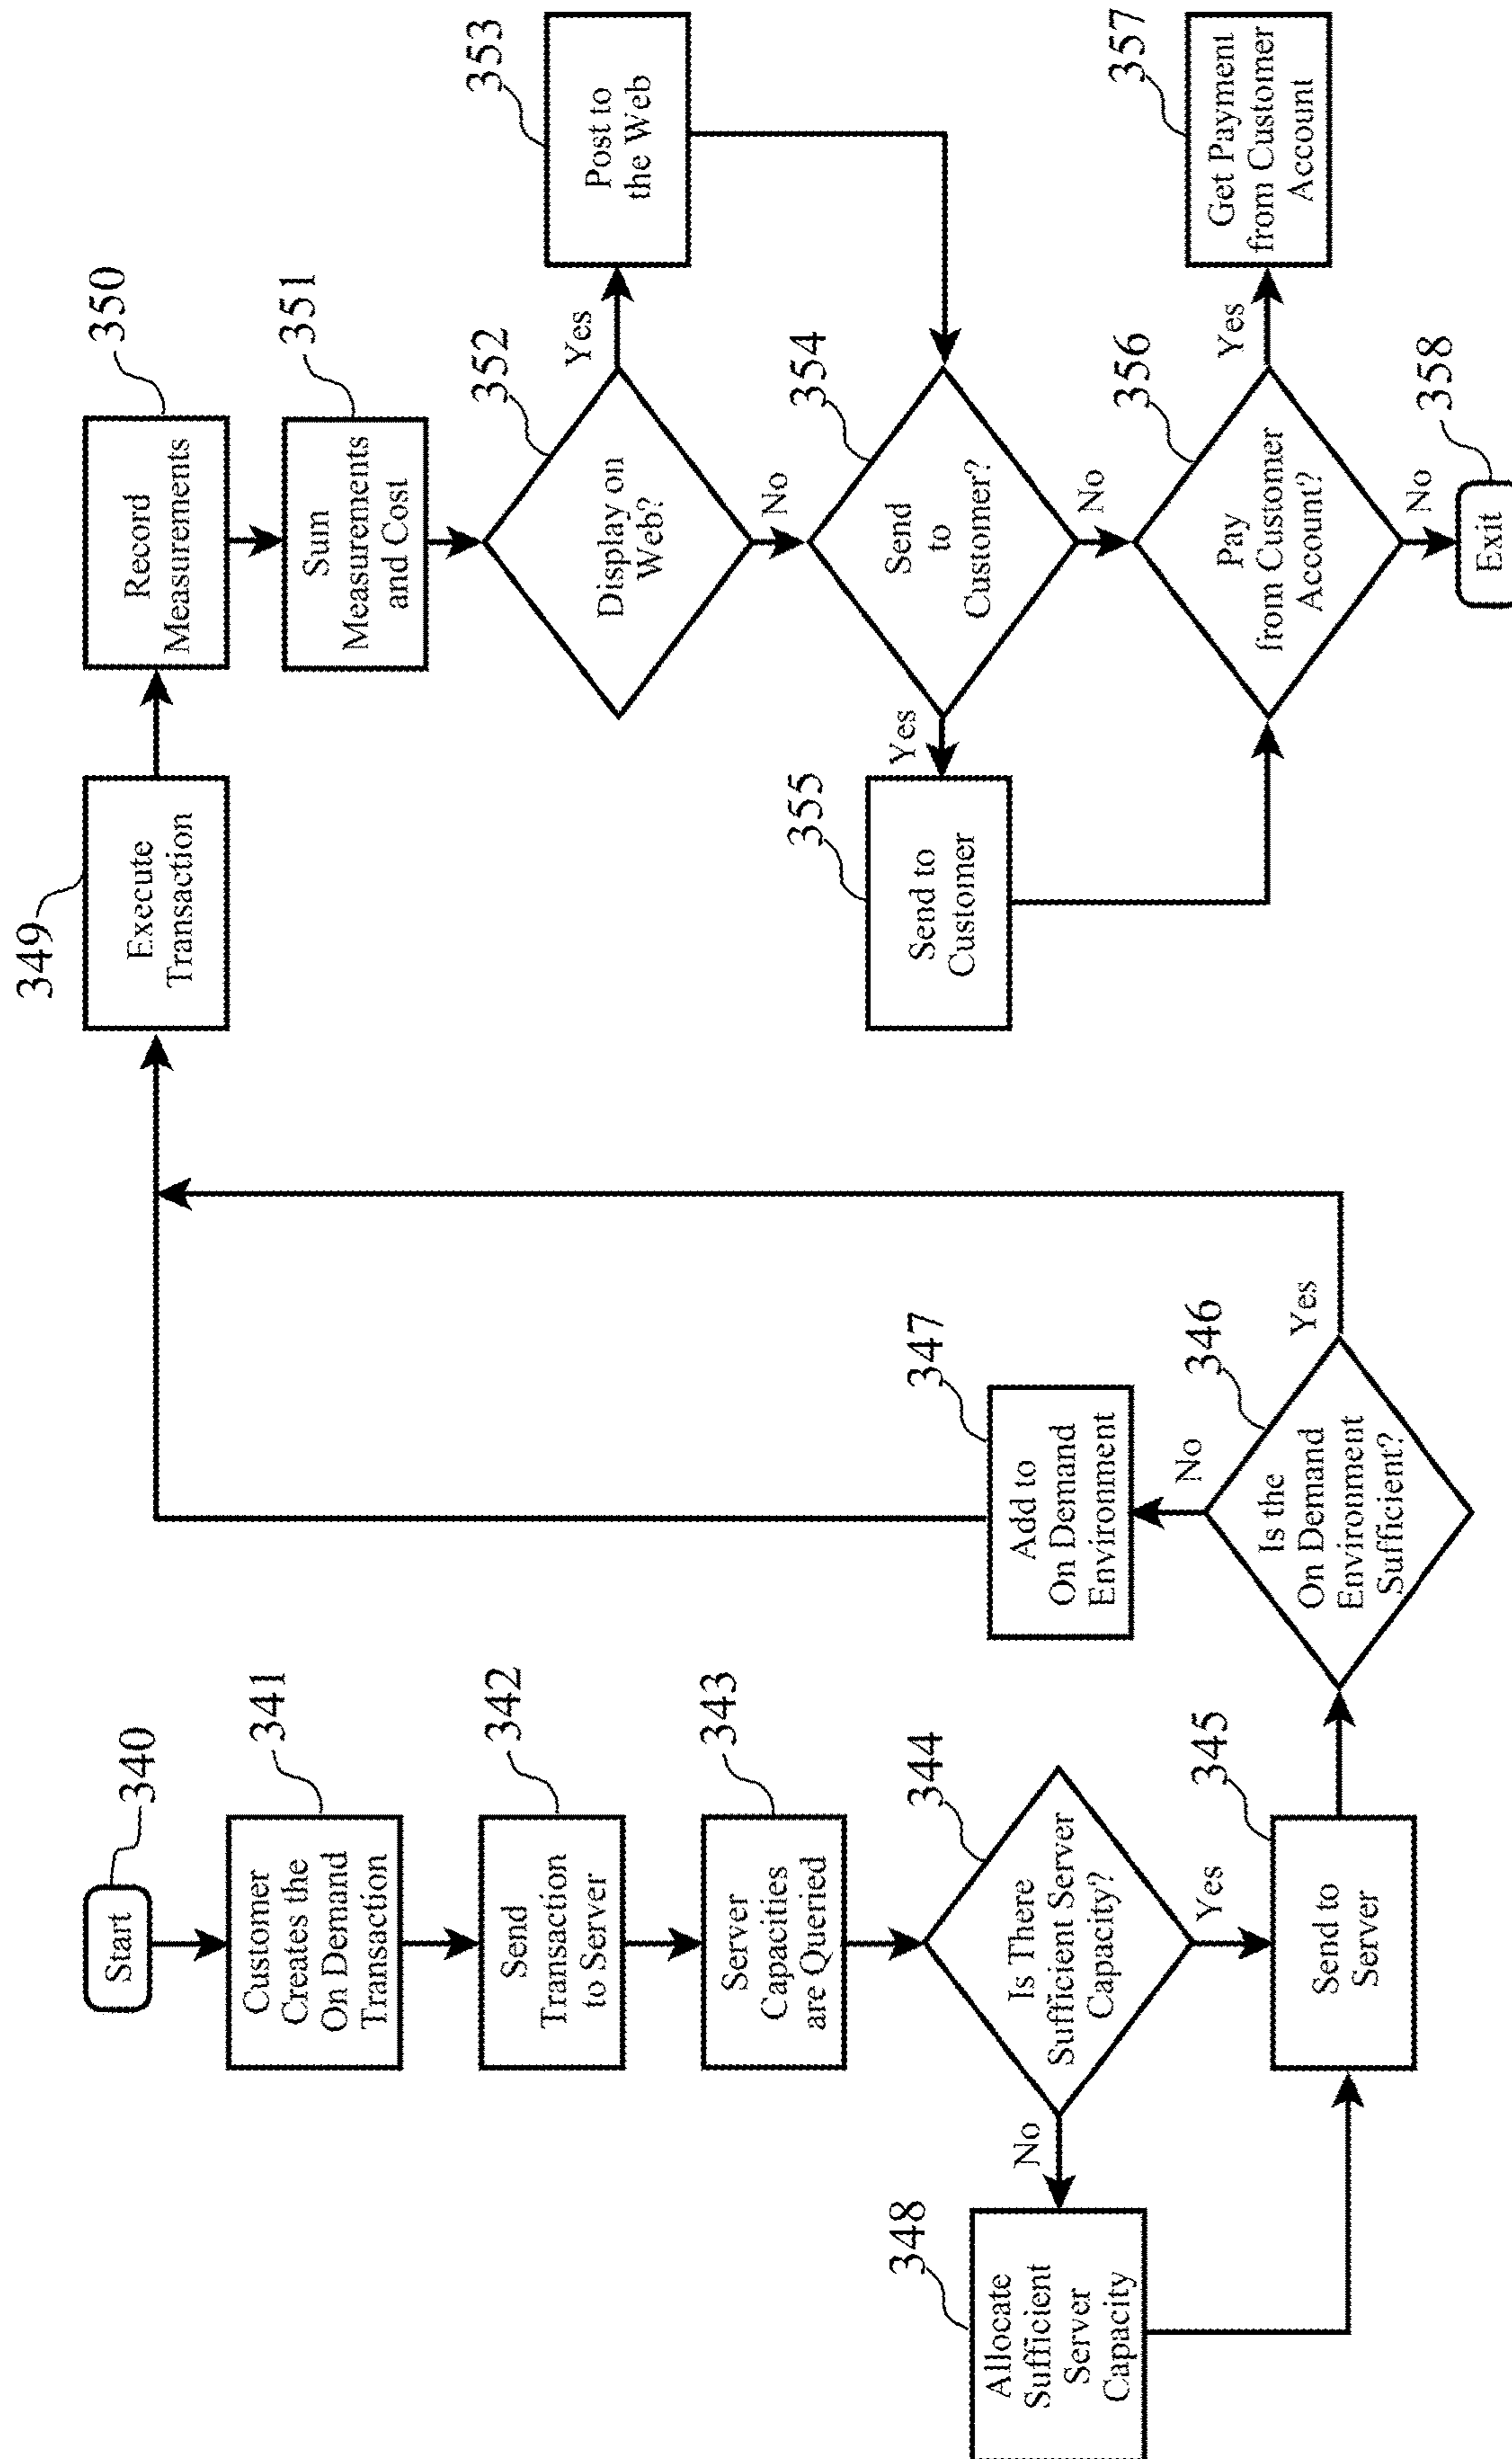 340
Start
341
Customer
Creates the
On Demand
Transaction
342
Send
Transaction
to Server
343
Server
Capacities
are Queried
344
Is There
Sufficient Server
Capacity?
No
Yes
348
Allocate
Sufficient
Server
Capacity
345
Send to
Server
346
Is the
On Demand
Environment
Sufficient?
No
Yes
347
Add to
On Demand
Environment
349
Execute
Transaction
350
Record
Measurements
351
Sum
Measurements
and Cost
352
Display on
Web?
Yes
No
353
Post to
the Web
354
Send
to
Customer?
Yes
No
355
Send to
Customer
356
Pay
from Customer
Account?
Yes
No
357
Get Payment
from Customer
Account
358
Exit